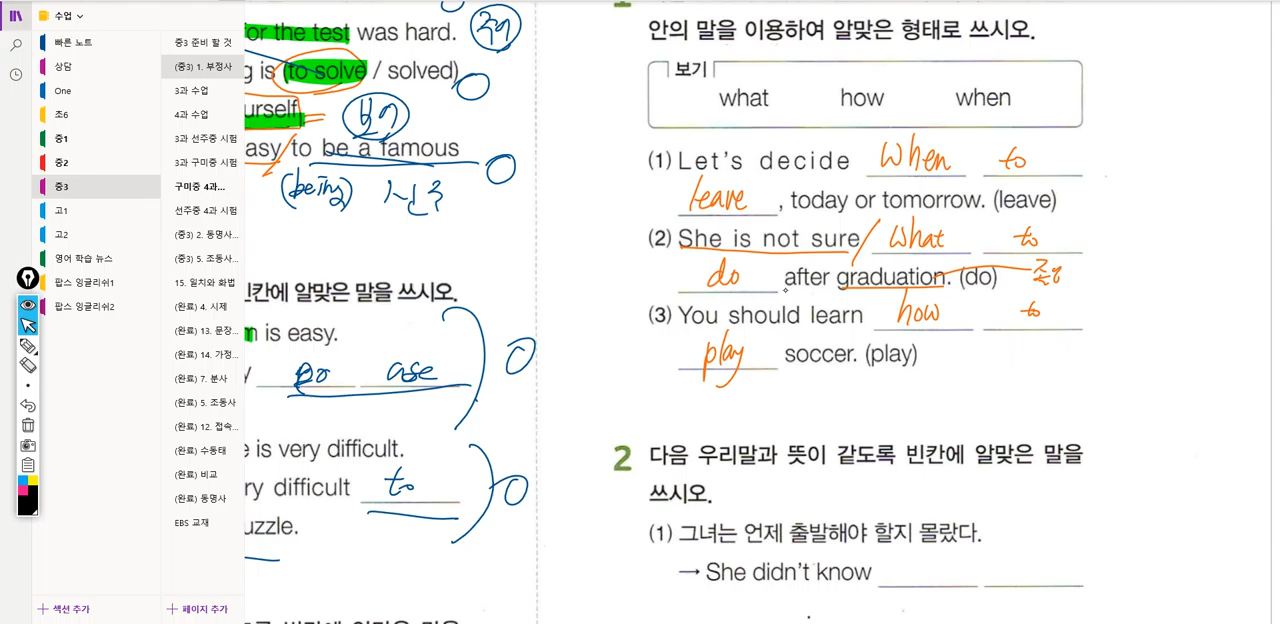 수업
빠른 노트
상담
One
초6
중1
중2
중3
고1
고2
영어 학습 뉴스
팝스 잉글리쉬1
팝스 잉글리쉬2
섹션 추가
중3 준비 할 것
(중3) 1. 부정사
3과 수업
4과 수업
3과 선주중 시험
3과 구미중 시험
구미중 4과...
선주중 4과 시험
(중3) 2. 동명사...
(중3) 5. 조동사...
15. 일치와 화법
(완료) 4. 시제
(완료) 13. 문장...
(완료) 14. 가정...
(완료) 7. 분사
(완료) 5. 조동사
(완료) 12. 접속...
(완료) 수동태
(완료) 비교
(완료) 동명사
EBS 교재
페이지 추가
for the test was hard. 주어
is (to solve / solved)
urself 보어
asy to be a famous
(being)
빈칸에 알맞은 말을 쓰시오.
is easy.
ase
is very difficult.
ry difficult to
uzzle.
안의 말을 이용하여 알맞은 형태로 쓰시오.
보기
what how when
(1) Let's decide when to
leave, today or tomorrow. (leave)
(2) She is not sure / what to
do after graduation. (do) 졸업
(3) You should learn how to
play soccer. (play)
2 다음 우리말과 뜻이 같도록 빈칸에 알맞은 말을
쓰시오.
(1) 그녀는 언제 출발해야 할지 몰랐다.
→ She didn't know